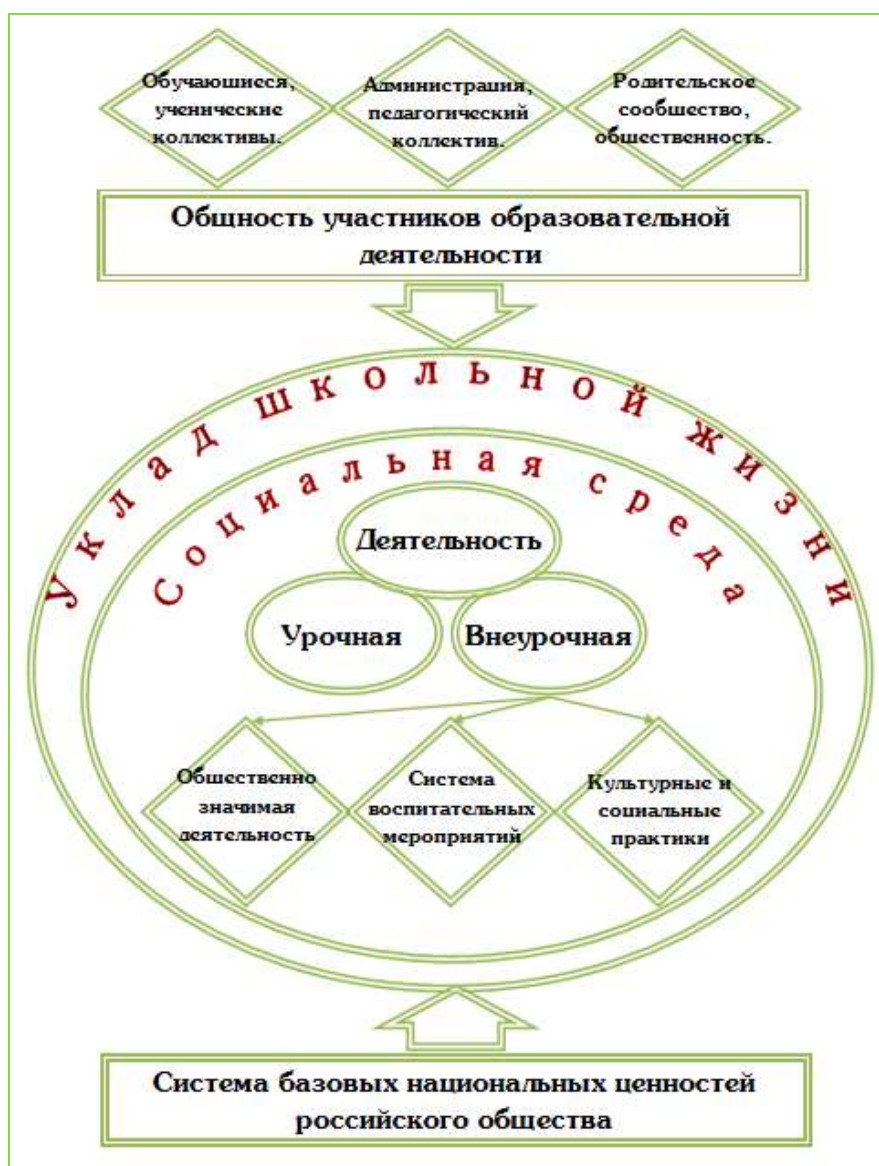 Обучающиеся,
ученические
коллективы.
Администрация,
педагогический
коллектив.
Родительское
сообщество,
общественность.
Общность участников образовательной
деятельности
Уклад школьной жизни
Социальная среда
Деятельность
Урочная
Внеурочная
Общественно
значимая
деятельность
Система
воспитательных
мероприятий
Культурные и
социальные
практики
Система базовых национальных ценностей
российского общества